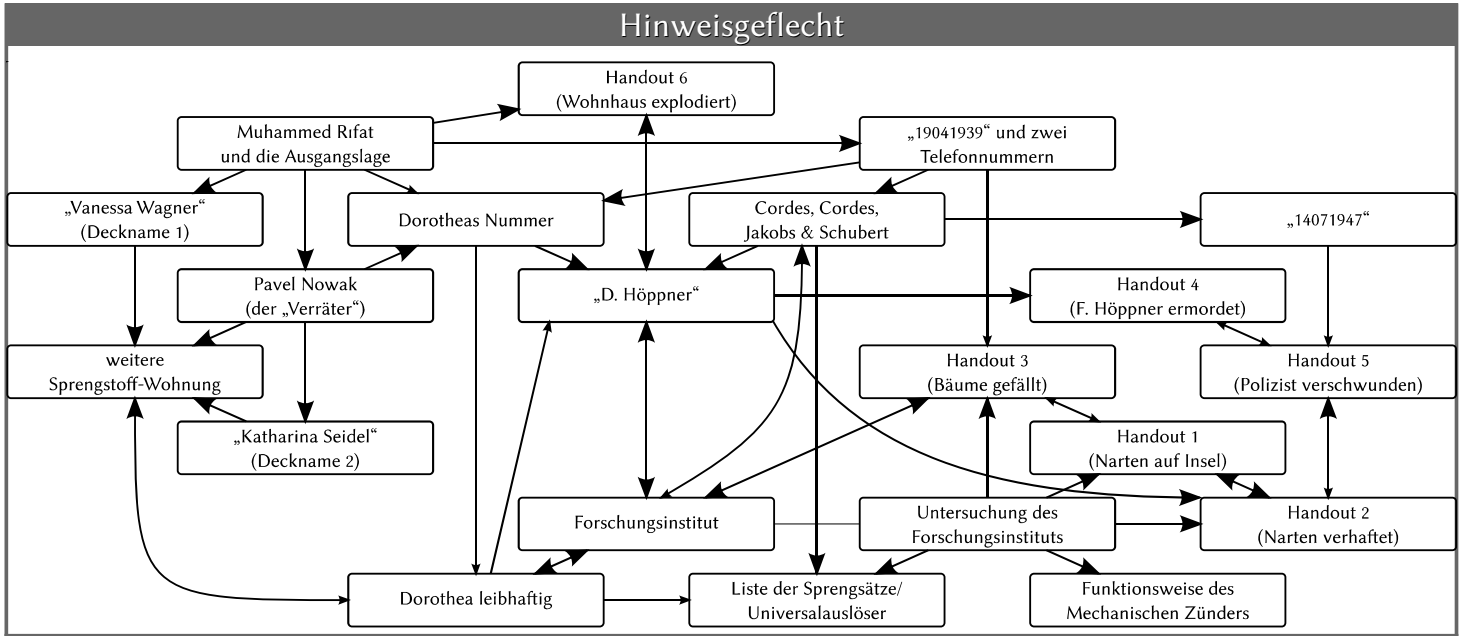 Hinweisgeflecht
Handout 6
(Wohnhaus explodiert)
Muhammed Rıfat
und die Ausgangslage
„19041939“ und zwei
Telefonnummern
„Vanessa Wagner“
(Deckname 1)
Dorotheas Nummer
Cordes, Cordes,
Jakobs & Schubert
„14071947“
Pavel Nowak
(der „Verräter“)
„D. Höppner“
Handout 4
(F. Höppner ermordet)
weitere
Sprengstoff-Wohnung
Handout 3
(Bäume gefällt)
Handout 5
(Polizist verschwunden)
„Katharina Seidel“
(Deckname 2)
Handout 1
(Narten auf Insel)
Forschungsinstitut
Untersuchung des
Forschungsinstituts
Handout 2
(Narten verhaftet)
Dorothea leibhaftig
Liste der Sprengsätze/
Universalauslöser
Funktionsweise des
Mechanischen Zünders